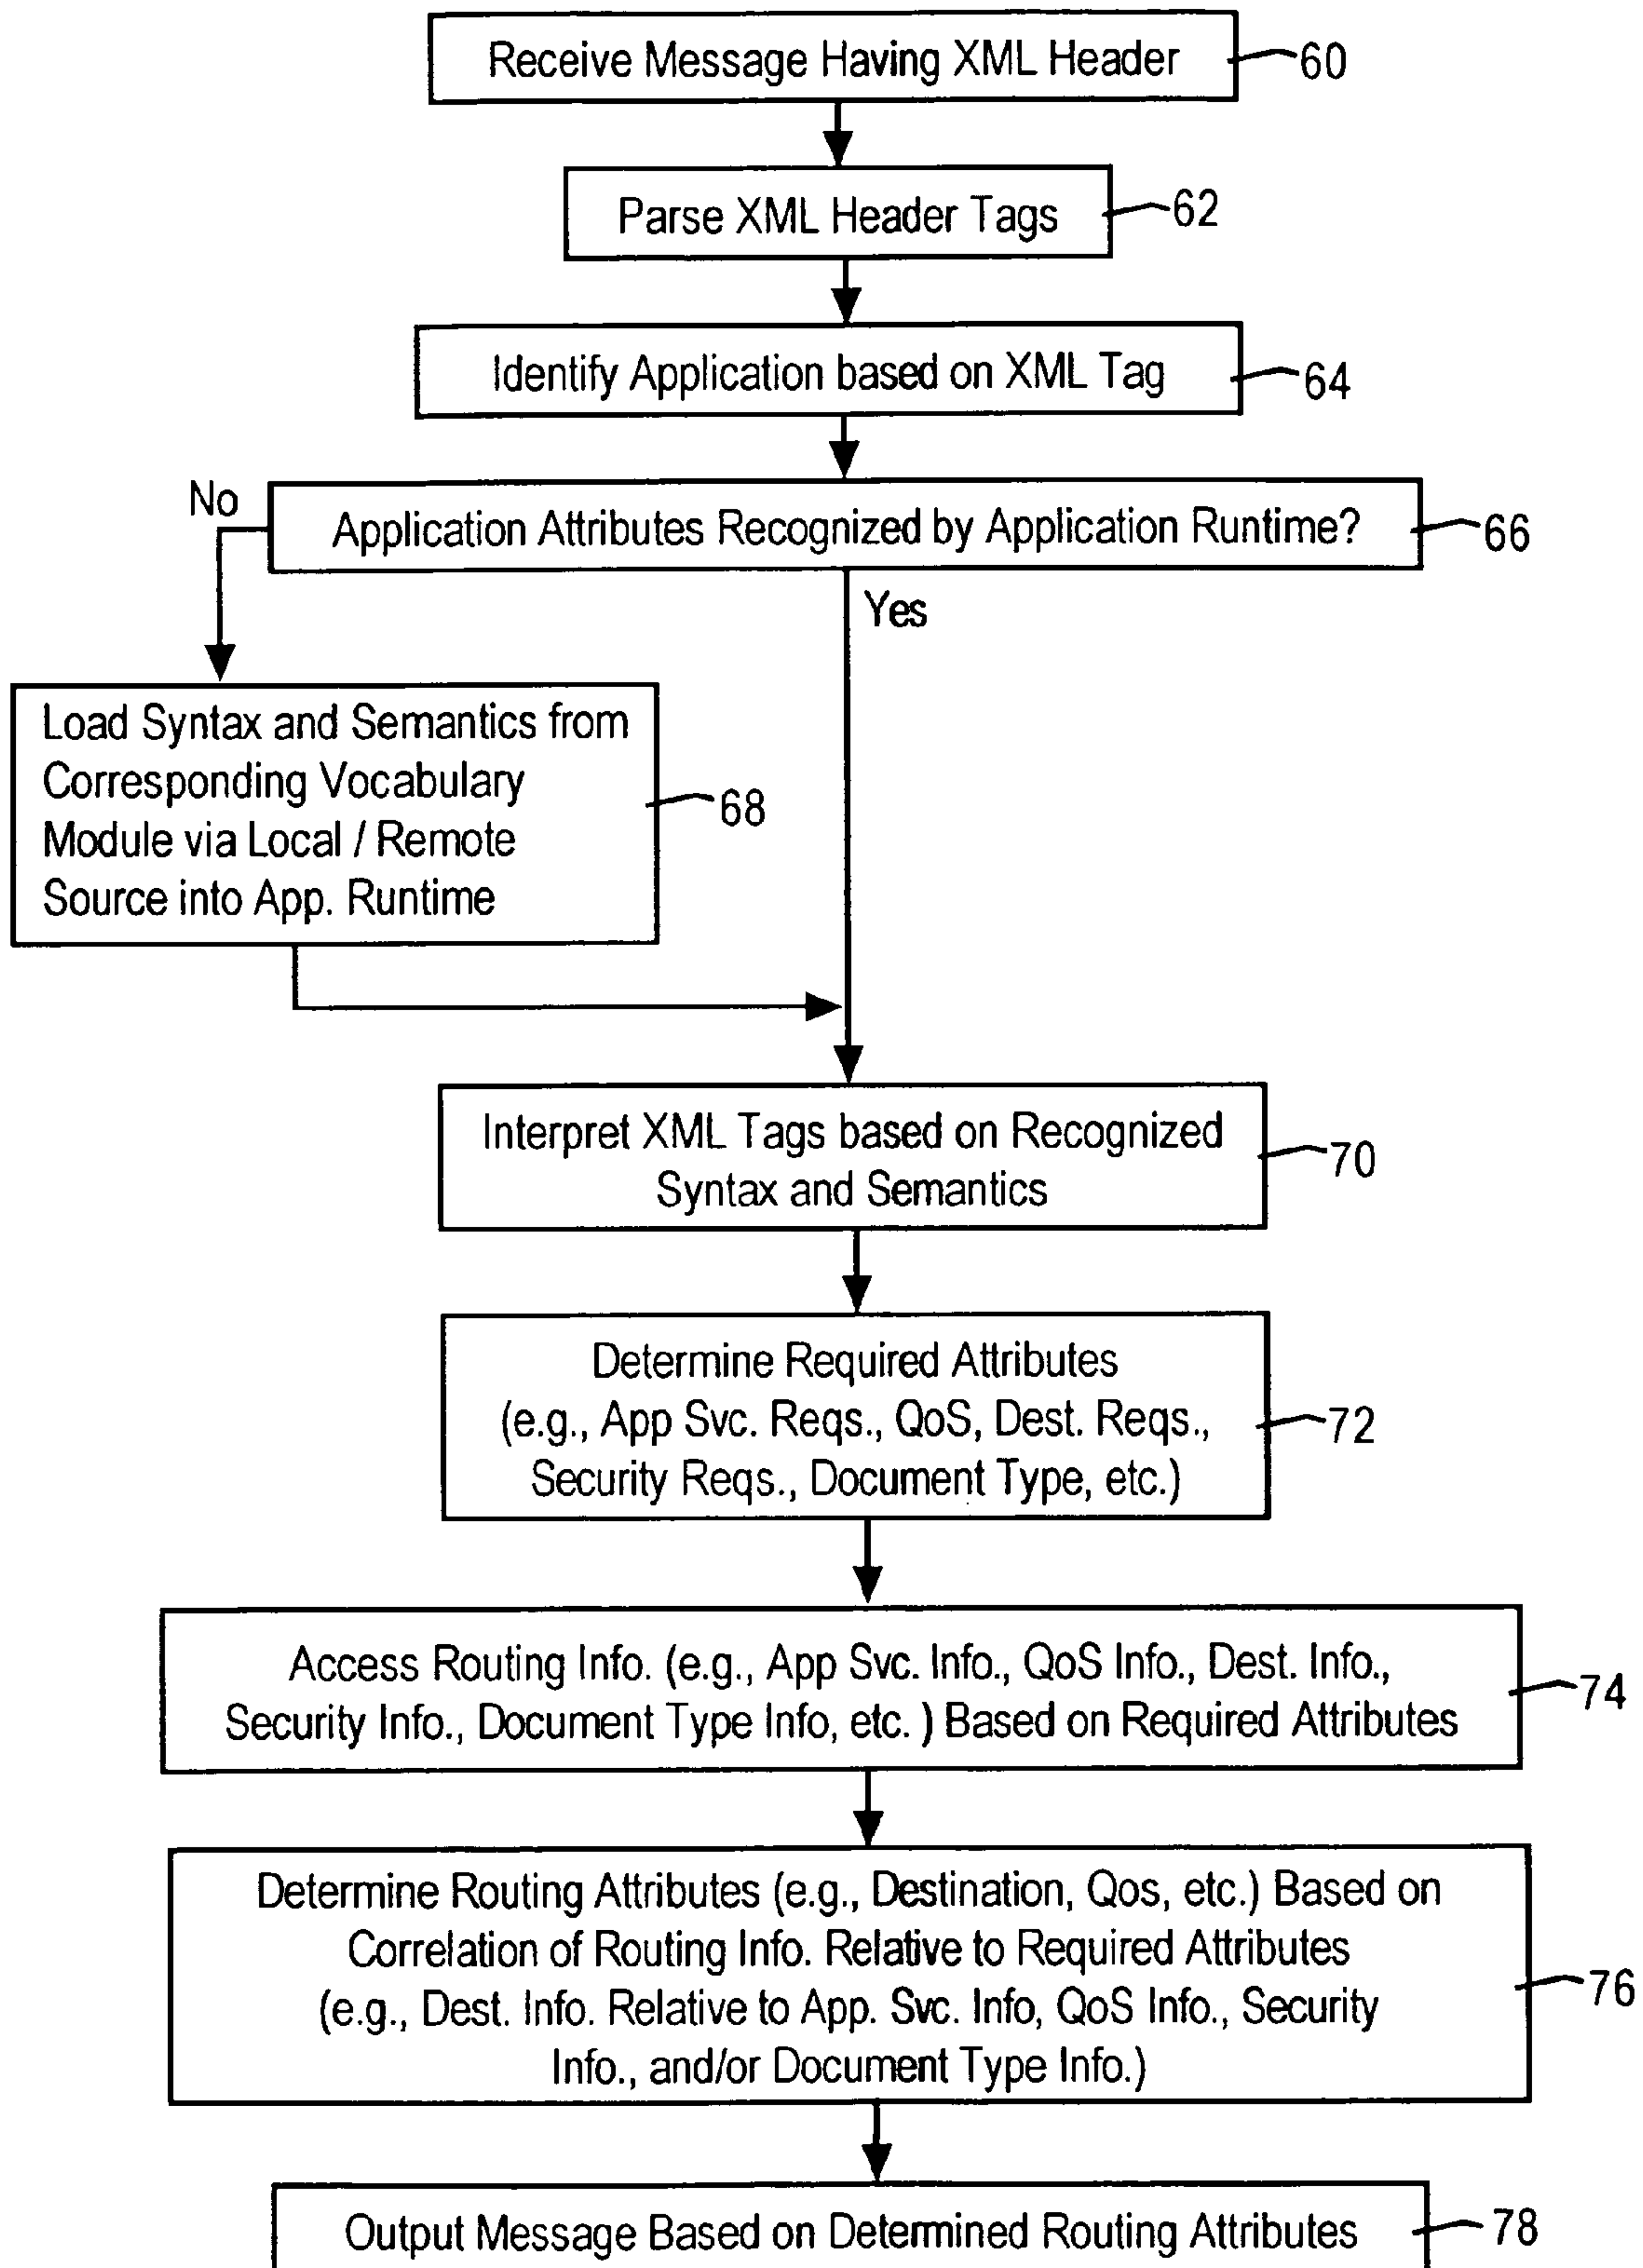 Receive Message Having XML Header
60
Parse XML Header Tags
62
Identify Application based on XML Tag
64
No
Application Attributes Recognized by Application Runtime?
66
Yes
Load Syntax and Semantics from
Corresponding Vocabulary
Module via Local / Remote
Source into App. Runtime
68
Interpret XML Tags based on Recognized
Syntax and Semantics
70
Determine Required Attributes
(e.g., App Svc. Reqs., QoS, Dest. Reqs.,
Security Reqs., Document Type, etc.)
72
Access Routing Info. (e.g., App Svc. Info., QoS Info., Dest. Info.,
Security Info., Document Type Info, etc. ) Based on Required Attributes
74
Determine Routing Attributes (e.g., Destination, Qos, etc.) Based on
Correlation of Routing Info. Relative to Required Attributes
(e.g., Dest. Info. Relative to App. Svc. Info, QoS Info., Security
Info., and/or Document Type Info.)
76
Output Message Based on Determined Routing Attributes
78